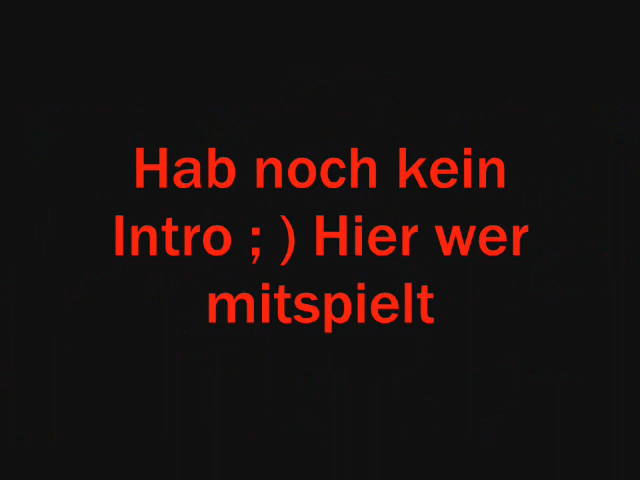 Hab noch kein
Intro ; ) Hier wer
mitspielt